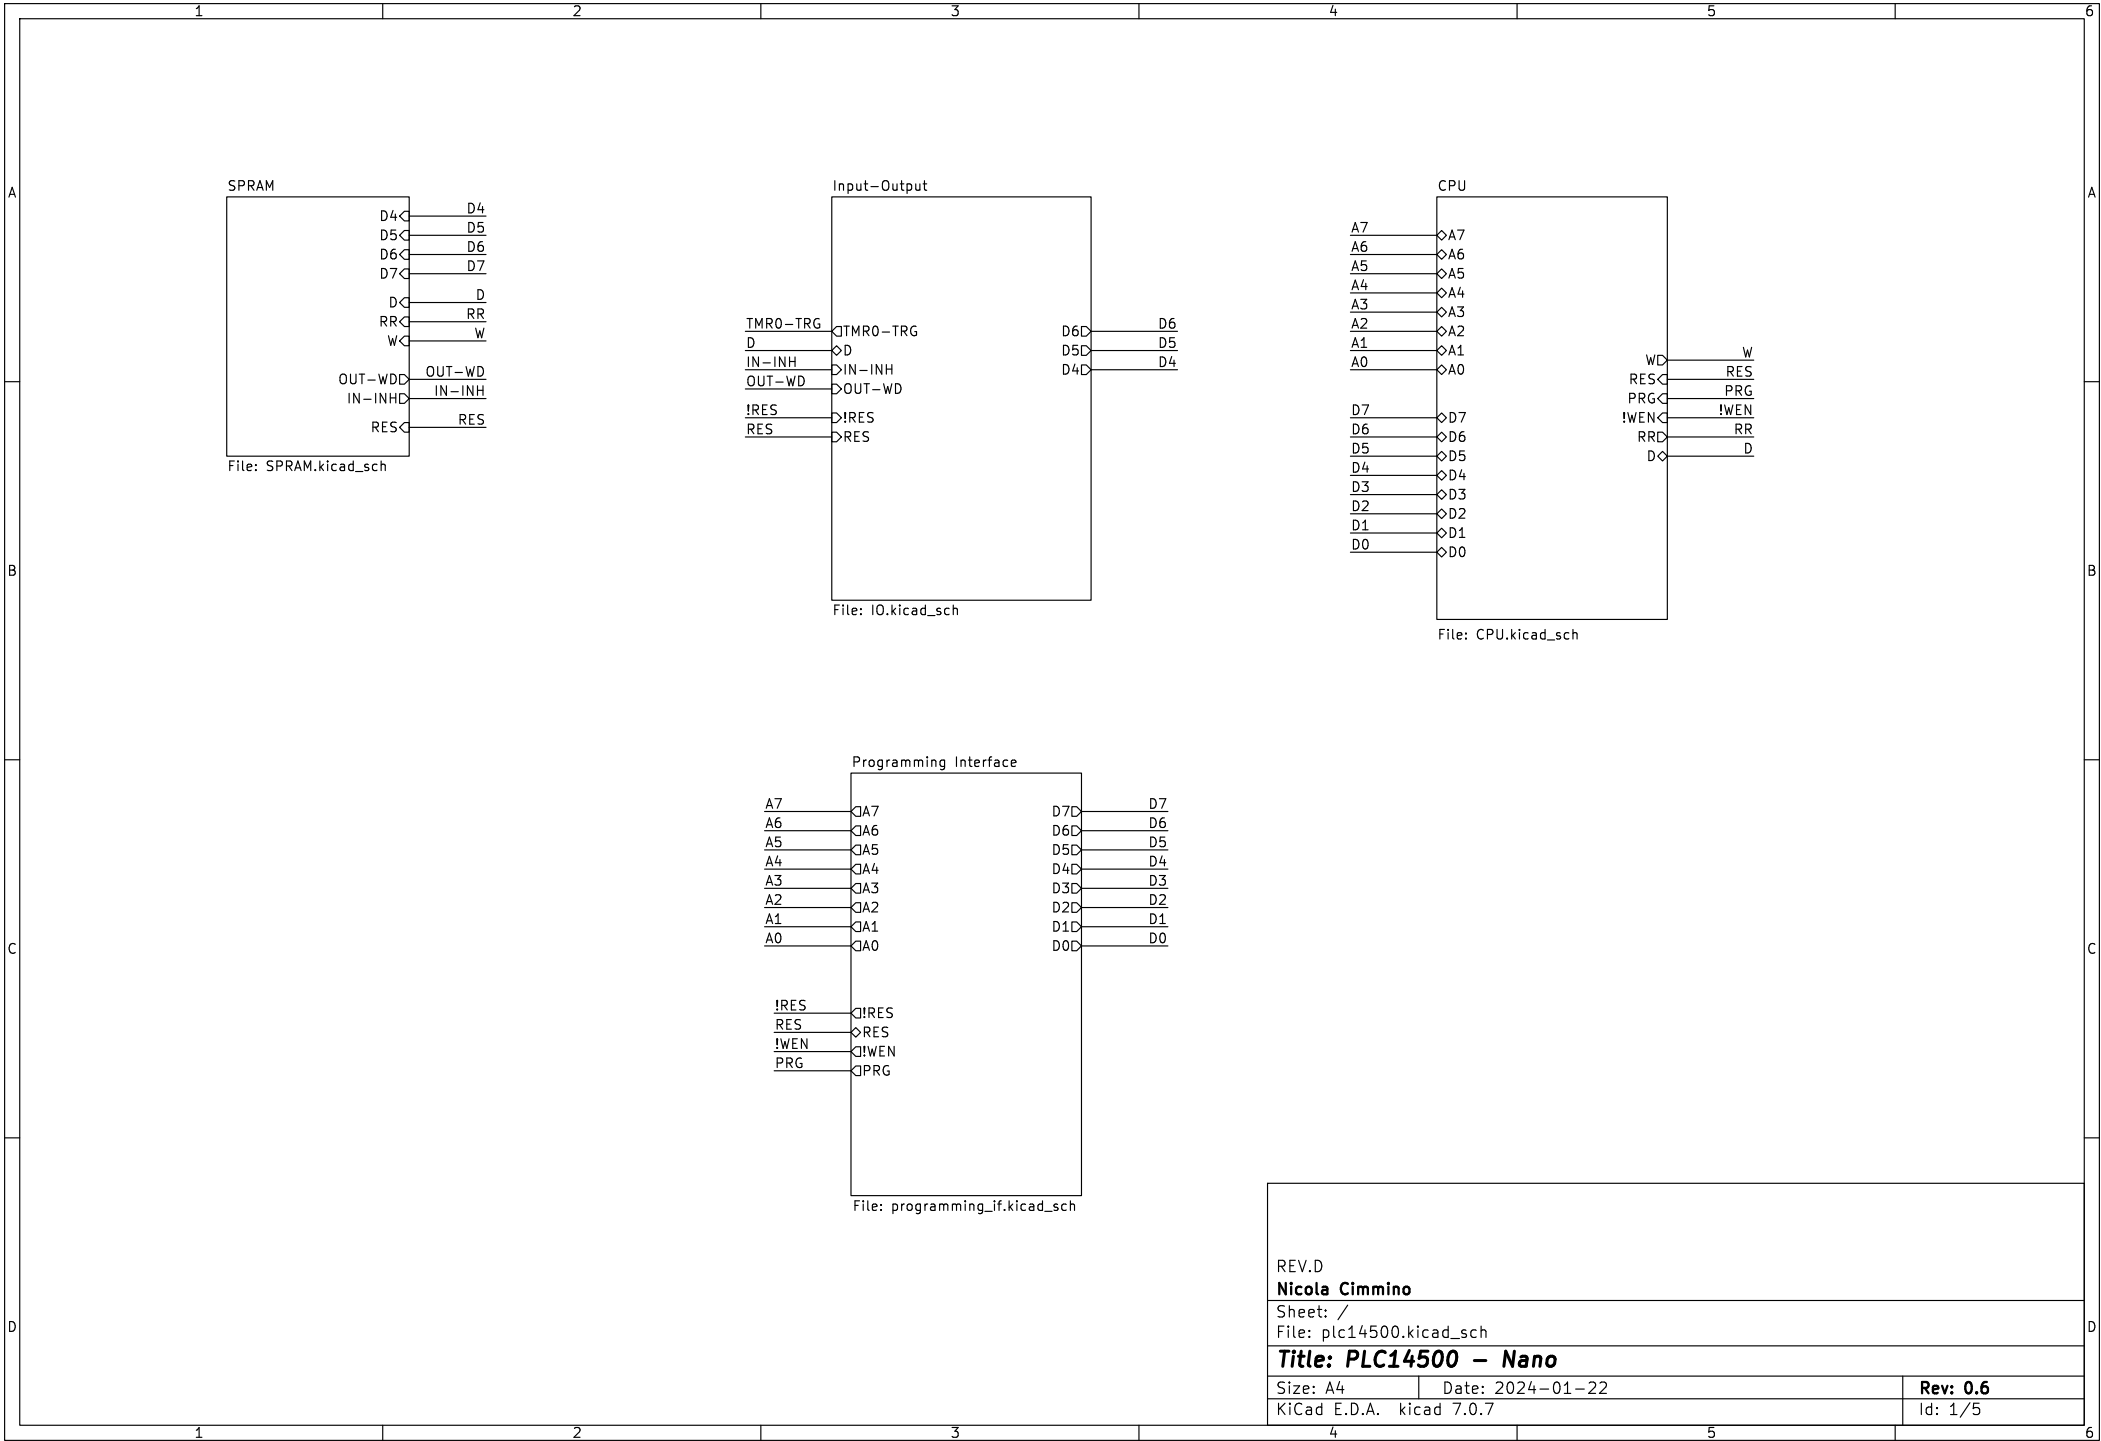 1 2 3 4 5 6
A A
B B
C C
D D
SPRAM
D4 D4
D5 D5
D6 D6
D7 D7
D D
RR RR
W W
OUT-WD OUT-WD
IN-INH IN-INH
RES RES
File: SPRAM.kicad_sch
Input-Output
TMR0-TRG TMR0-TRG
D D
IN-INH IN-INH
OUT-WD OUT-WD
!RES !RES
RES RES
D6 D6
D5 D5
D4 D4
File: IO.kicad_sch
CPU
A7 A7
A6 A6
A5 A5
A4 A4
A3 A3
A2 A2
A1 A1
A0 A0
D7 D7
D6 D6
D5 D5
D4 D4
D3 D3
D2 D2
D1 D1
D0 D0
W W
RES RES
PRG PRG
!WEN !WEN
RR RR
D D
File: CPU.kicad_sch
Programming Interface
A7 A7
A6 A6
A5 A5
A4 A4
A3 A3
A2 A2
A1 A1
A0 A0
!RES !RES
RES RES
!WEN !WEN
PRG PRG
D7 D7
D6 D6
D5 D5
D4 D4
D3 D3
D2 D2
D1 D1
D0 D0
File: programming_if.kicad_sch
REV.D
Nicola Cimmino
Sheet: /
File: plc14500.kicad_sch
Title: PLC14500 – Nano
Size: A4 Date: 2024-01-22 Rev: 0.6
KiCad E.D.A. kicad 7.0.7 Id: 1/5
1 2 3 4 5 6